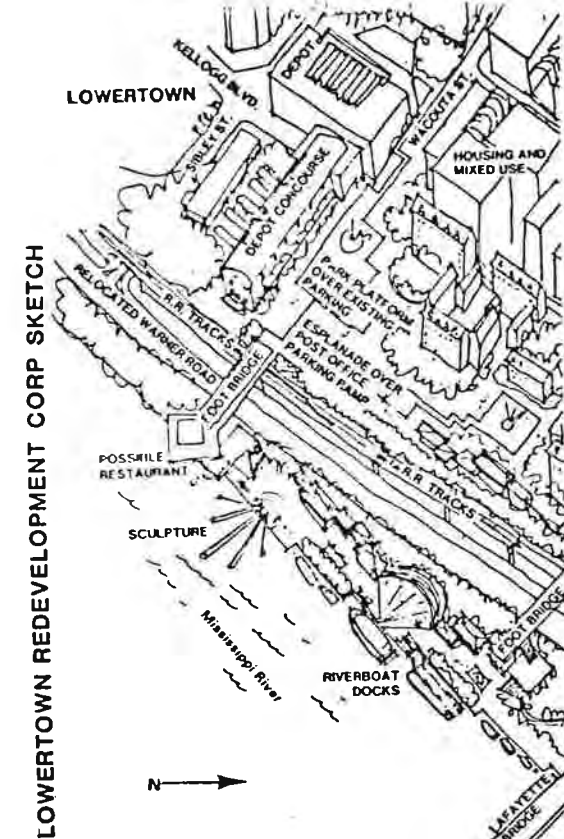 LOWERTOWN REDEVELOPMENT CORP SKETCH
LOWERTOWN
KELLOGG BLVD.
DEPOT
WACOUTA ST.
SIBLEY ST.
DEPOT CONCOURSE
HOUSING AND
MIXED USE
R.R. TRACKS
RELOCATED WARNER ROAD
PARK PLATFORM
OVER EXISTING
PARKING
ESPLANADE OVER
POST OFFICE
PARKING RAMP
FOOT BRIDGE
POSSIBLE
RESTAURANT
R.R. TRACKS
SCULPTURE
Mississippi River
RIVERBOAT
DOCKS
FOOT BRIDGE
N
LAFAYETTE
BRIDGE